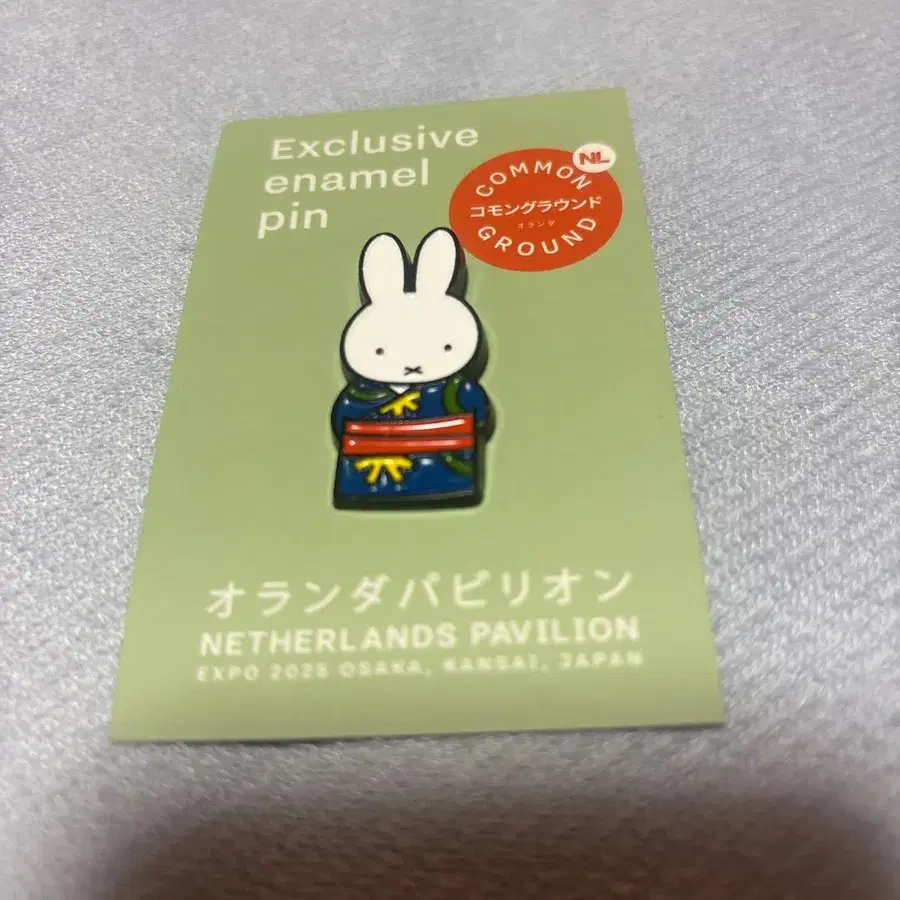 Exclusive
enamel
pin
NL
COMMON
コモングラウンド
オランダ
GROUND
オランダパビリオン
NETHERLANDS PAVILION
EXPO 2025 OSAKA, KANSAI, JAPAN